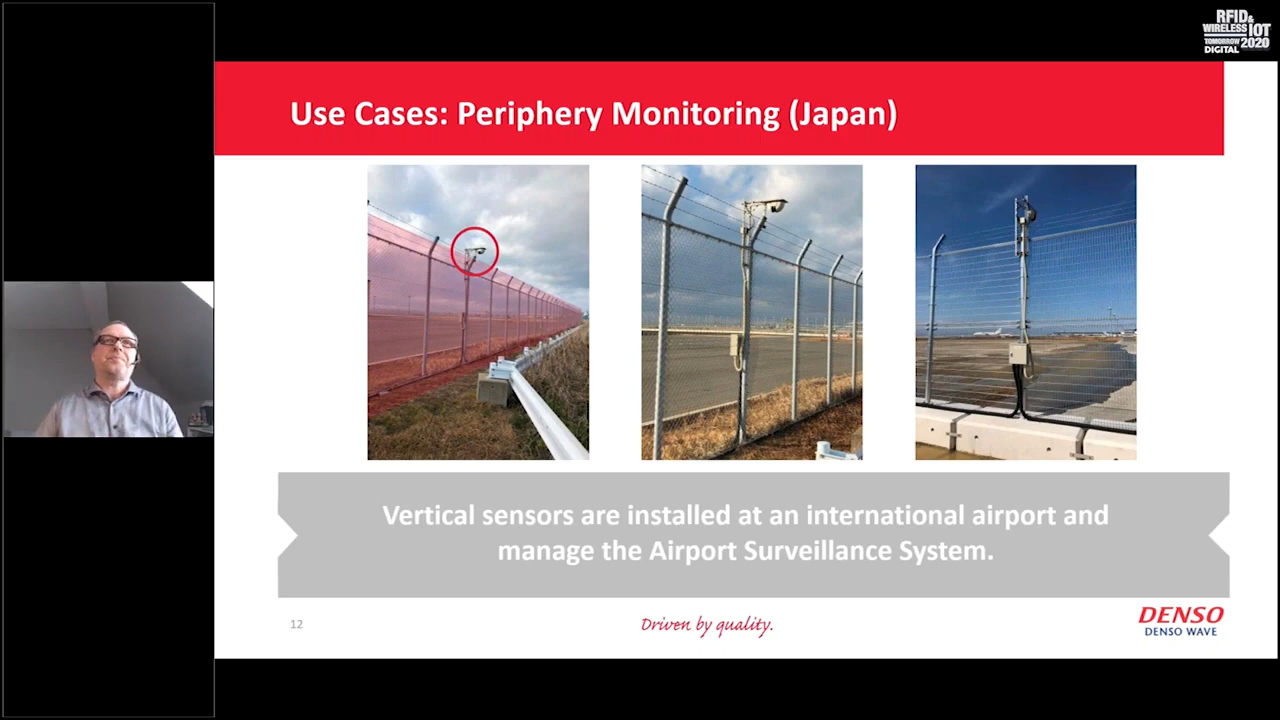 RFID&
WIRELESS IOT
TOMORROW 2020
DIGITAL
Use Cases: Periphery Monitoring (Japan)
Vertical sensors are installed at an international airport and
manage the Airport Surveillance System.
12
Driven by quality.
DENSO
DENSO WAVE